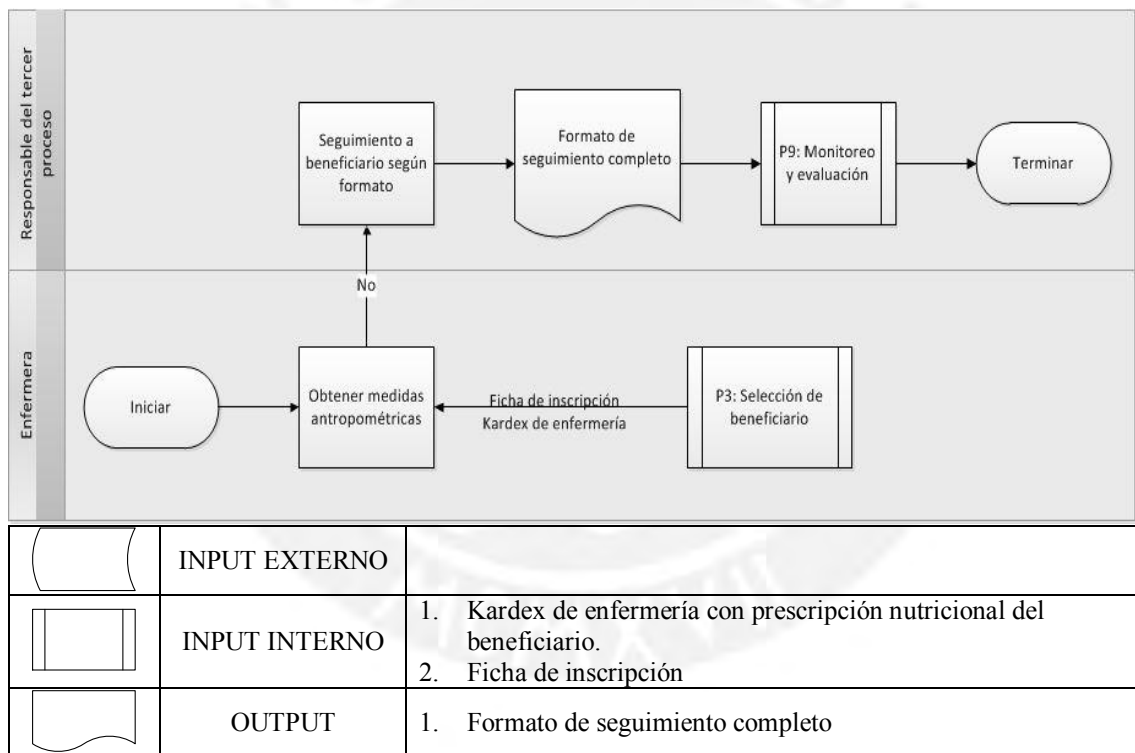 Responsable del tercer
proceso
Seguimiento a
beneficiario según
formato
Formato de
seguimiento completo
P9: Monitoreo
y evaluación
Terminar
No
Enfermera
Iniciar
Obtener medidas
antropométricas
Ficha de inscripción
Kardex de enfermería
P3: Selección de
beneficiario
INPUT EXTERNO
INPUT INTERNO
1. Kardex de enfermería con prescripción nutricional del
beneficiario.
2. Ficha de inscripción
OUTPUT
1. Formato de seguimiento completo